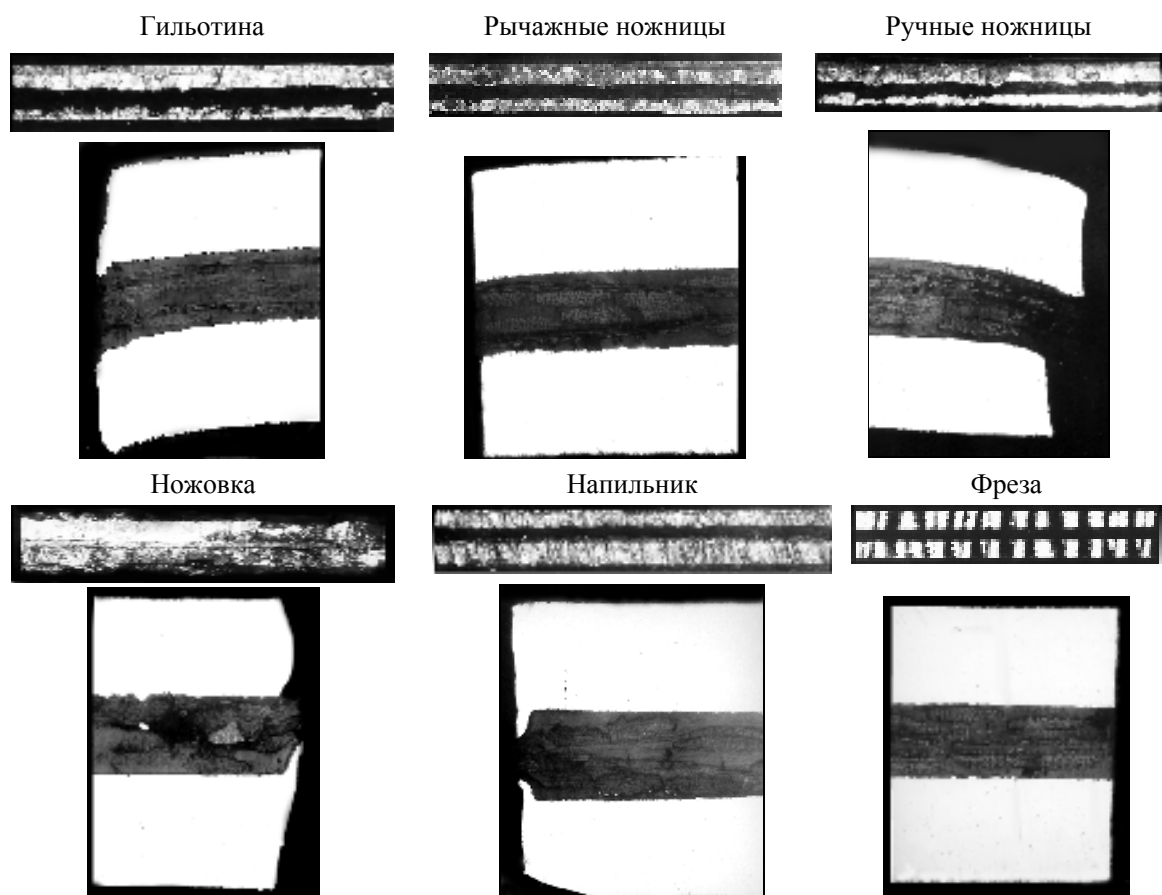 Гильотина
Рычажные ножницы
Ручные ножницы
Ножовка
Напильник
Фреза